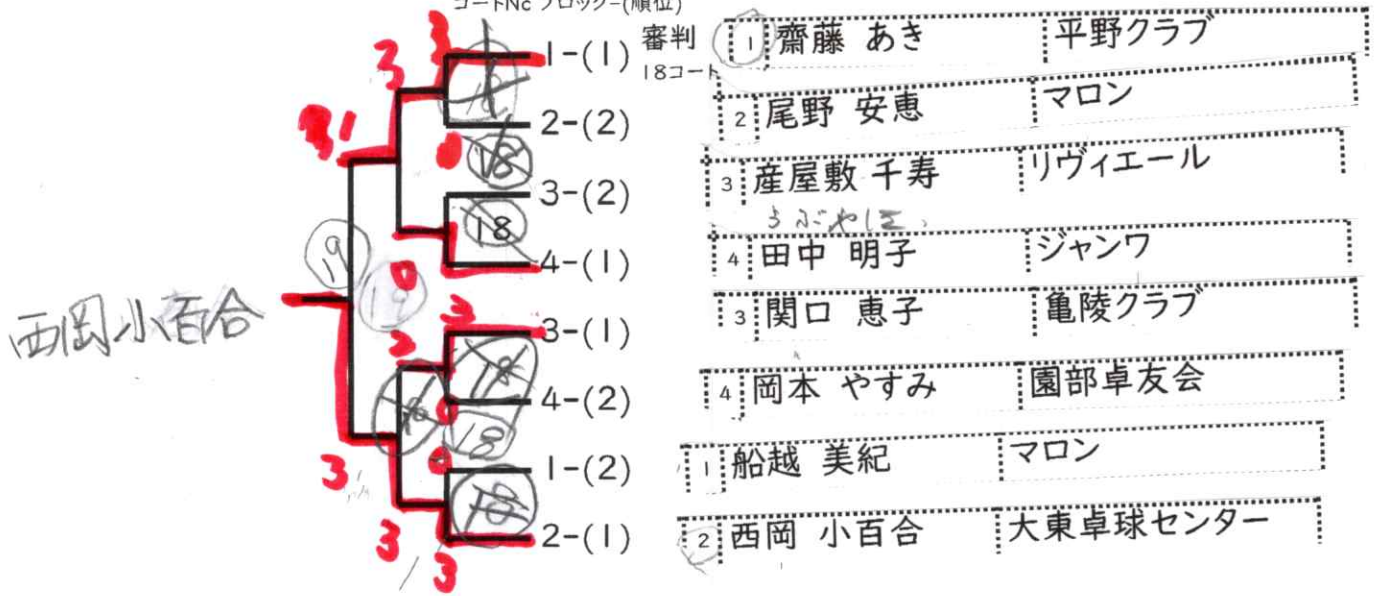 コートNo ブロック-(順位)
審判
18コート
3 1-(1) 1 齋藤 あき 平野クラブ
3 18
1 2-(2) 2 尾野 安恵 マロン
0 18
3-(2) 3 産屋敷 千寿 リヴィエール
18 うぶやしき
4-(1) 4 田中 明子 ジャンワ
19 0 19
西岡小百合 3 3-(1) 3 関口 恵子 亀陵クラブ
2 18
0 4-(2) 4 岡本 やすみ 園部卓友会
18 18
3 0 1-(2) 1 船越 美紀 マロン
18
3 3 2-(1) 2 西岡 小百合 大東卓球センター